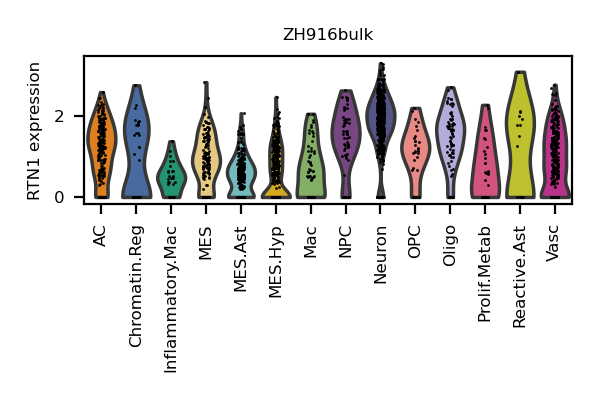 ZH916bulk
RTN1 expression
2
0
AC
Chromatin.Reg
Inflammatory.Mac
MES
MES.Ast
MES.Hyp
Mac
NPC
Neuron
OPC
Oligo
Prolif.Metab
Reactive.Ast
Vasc